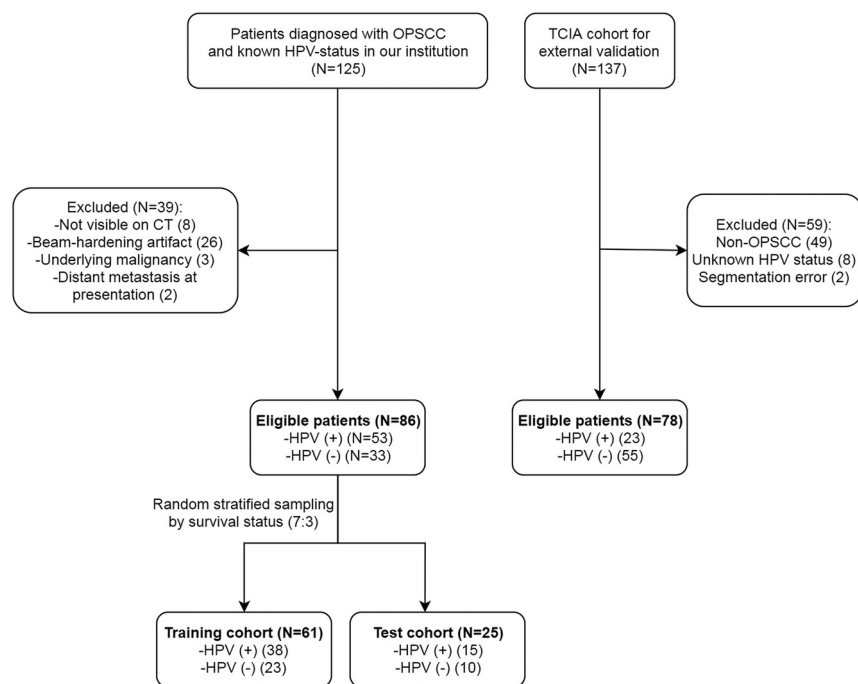 Patients diagnosed with OPSCC
and known HPV-status in our institution
(N=125)
TCIA cohort for
external validation
(N=137)
Excluded (N=39):
-Not visible on CT (8)
-Beam-hardening artifact (26)
-Underlying malignancy (3)
-Distant metastasis at
presentation (2)
Excluded (N=59):
Non-OPSCC (49)
Unknown HPV status (8)
Segmentation error (2)
Eligible patients (N=86)
-HPV (+) (N=53)
-HPV (-) (N=33)
Eligible patients (N=78)
-HPV (+) (23)
-HPV (-) (55)
Random stratified sampling
by survival status (7:3)
Training cohort (N=61)
-HPV (+) (38)
-HPV (-) (23)
Test cohort (N=25)
-HPV (+) (15)
-HPV (-) (10)